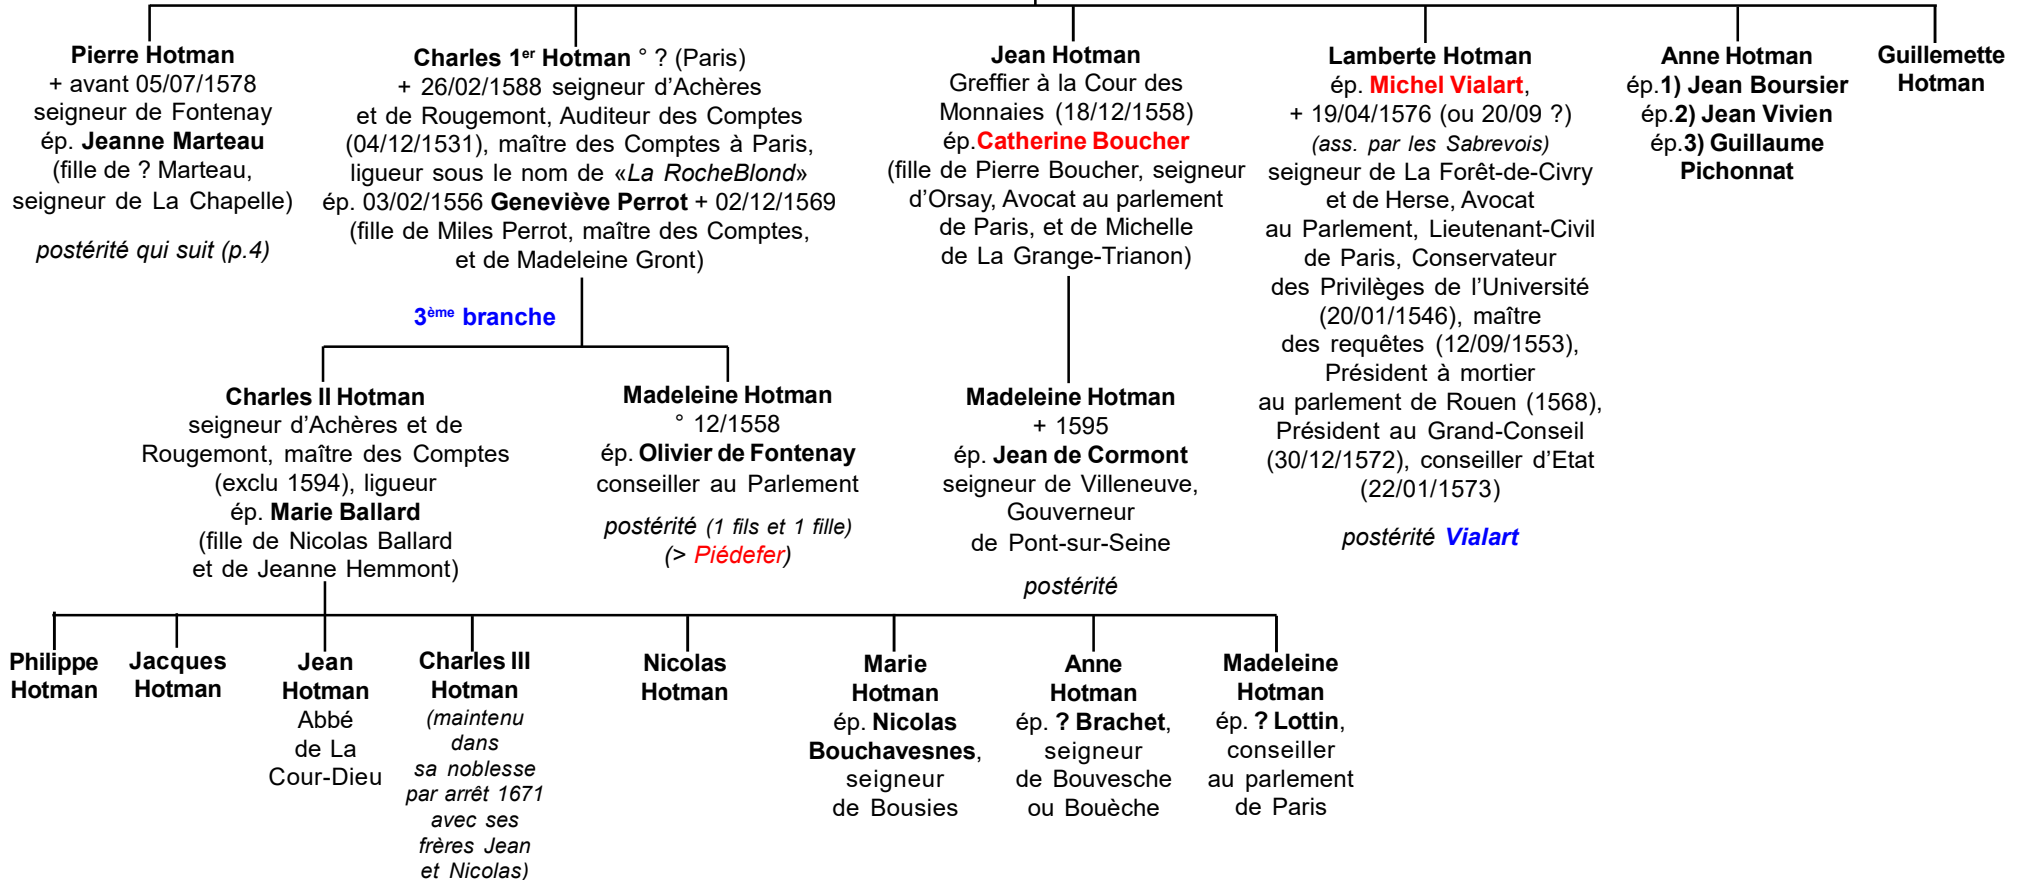 Pierre Hotman
+ avant 05/07/1578
seigneur de Fontenay
ép. Jeanne Marteau
(fille de ? Marteau,
seigneur de La Chapelle)
postérité qui suit (p.4)
Charles 1er Hotman ° ? (Paris)
+ 26/02/1588 seigneur d’Achères
et de Rougemont, Auditeur des Comptes
(04/12/1531), maître des Comptes à Paris,
ligueur sous le nom de «La RocheBlond»
ép. 03/02/1556 Geneviève Perrot + 02/12/1569
(fille de Miles Perrot, maître des Comptes,
et de Madeleine Gront)
Jean Hotman
Greffier à la Cour des
Monnaies (18/12/1558)
ép.Catherine Boucher
(fille de Pierre Boucher, seigneur
d’Orsay, Avocat au parlement
de Paris, et de Michelle
de La Grange-Trianon)
Lamberte Hotman
ép. Michel Vialart,
+ 19/04/1576 (ou 20/09 ?)
(ass. par les Sabrevois)
seigneur de La Forêt-de-Civry
et de Herse, Avocat
au Parlement, Lieutenant-Civil
de Paris, Conservateur
des Privilèges de l’Université
(20/01/1546), maître
des requêtes (12/09/1553),
Président à mortier
au parlement de Rouen (1568),
Président au Grand-Conseil
(30/12/1572), conseiller d’Etat
(22/01/1573)
postérité Vialart
Anne Hotman
ép.1) Jean Boursier
ép.2) Jean Vivien
ép.3) Guillaume
Pichonnat
Guillemette
Hotman
3ème branche
Charles II Hotman
seigneur d’Achères et de
Rougemont, maître des Comptes
(exclu 1594), ligueur
ép. Marie Ballard
(fille de Nicolas Ballard
et de Jeanne Hemmont)
Madeleine Hotman
° 12/1558
ép. Olivier de Fontenay
conseiller au Parlement
postérité (1 fils et 1 fille)
(> Piédefer)
Madeleine Hotman
+ 1595
ép. Jean de Cormont
seigneur de Villeneuve,
Gouverneur
de Pont-sur-Seine
postérité
Philippe
Hotman
Jacques
Hotman
Jean
Hotman
Abbé
de La
Cour-Dieu
Charles III
Hotman
(maintenu
dans
sa noblesse
par arrêt 1671
avec ses
frères Jean
et Nicolas)
Nicolas
Hotman
Marie
Hotman
ép. Nicolas
Bouchavesnes,
seigneur
de Bousies
Anne
Hotman
ép. ? Brachet,
seigneur
de Bouvesche
ou Bouèche
Madeleine
Hotman
ép. ? Lottin,
conseiller
au parlement
de Paris